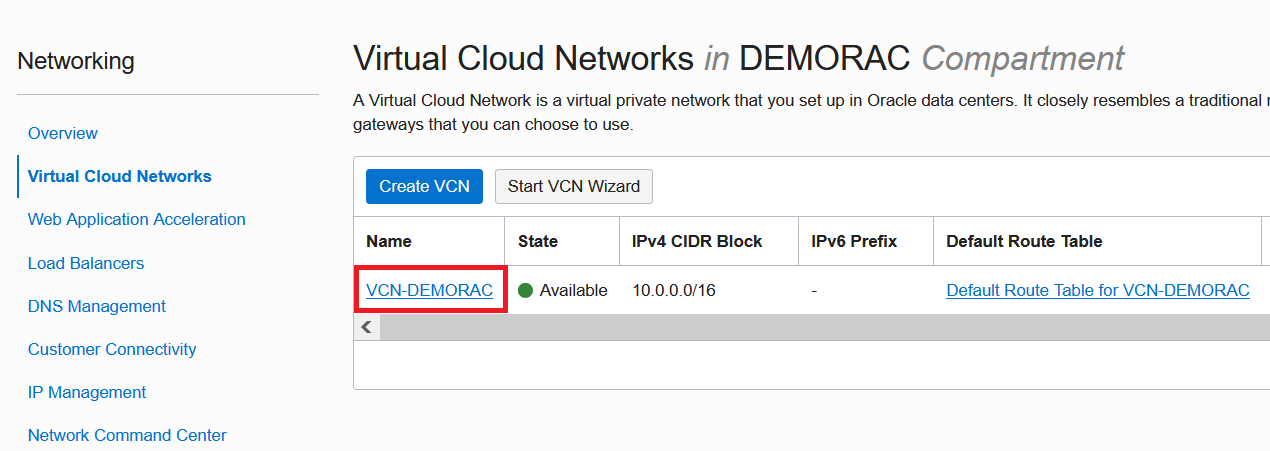 Networking
Overview
Virtual Cloud Networks
Web Application Acceleration
Load Balancers
DNS Management
Customer Connectivity
IP Management
Network Command Center
Virtual Cloud Networks in DEMORAC Compartment
A Virtual Cloud Network is a virtual private network that you set up in Oracle data centers. It closely resembles a traditional
gateways that you can choose to use.
Create VCN Start VCN Wizard
Name State IPv4 CIDR Block IPv6 Prefix Default Route Table
VCN-DEMORAC Available 10.0.0.0/16 - Default Route Table for VCN-DEMORAC